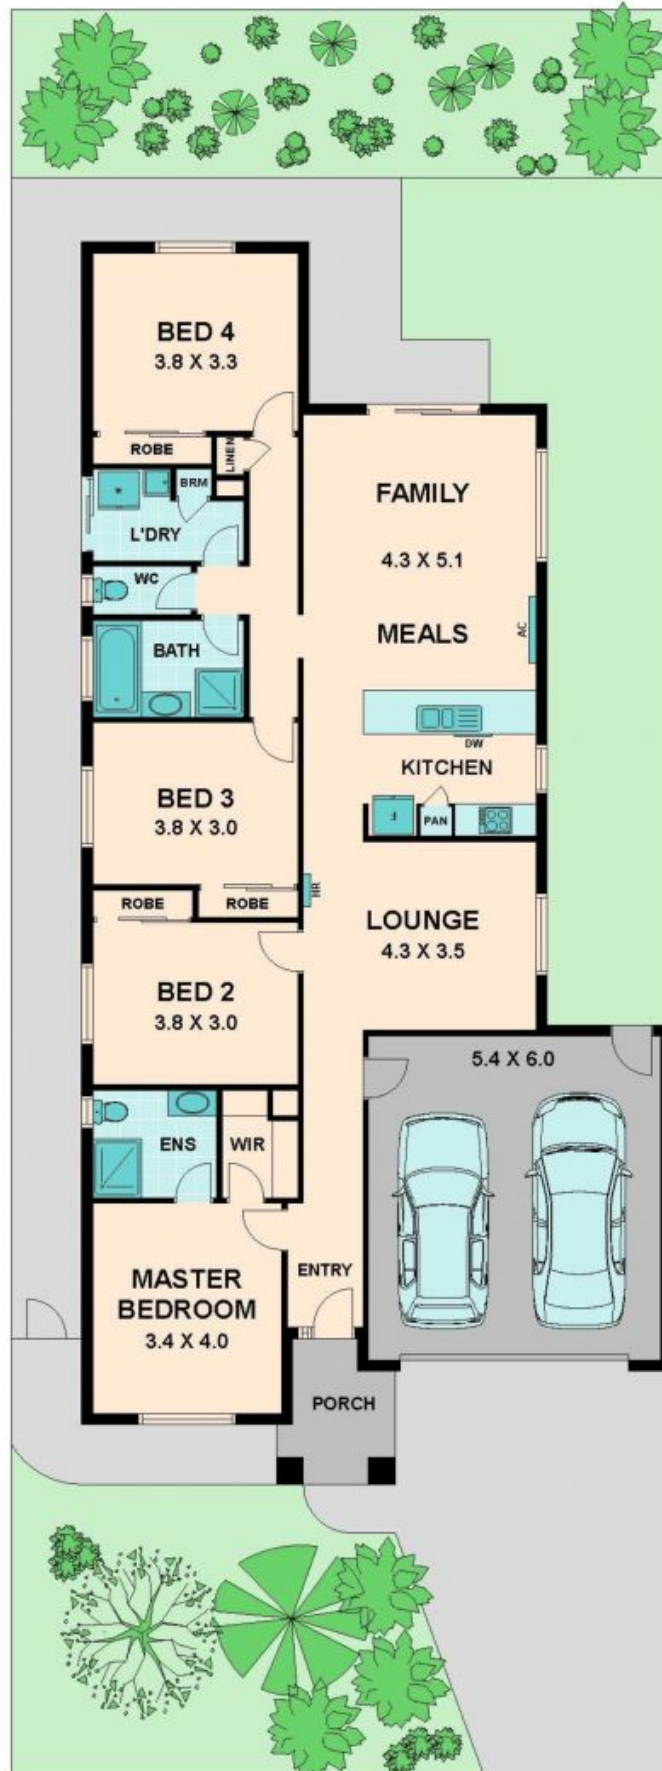 BED 4
3.8 X 3.3
ROBE
LINEN
BRM
L'DRY
WC
BATH
FAMILY
4.3 X 5.1
MEALS
AC
DW
KITCHEN
F
PAN
BED 3
3.8 X 3.0
HR
ROBE
ROBE
LOUNGE
4.3 X 3.5
BED 2
3.8 X 3.0
5.4 X 6.0
ENS
WIR
ENTRY
MASTER
BEDROOM
3.4 X 4.0
PORCH